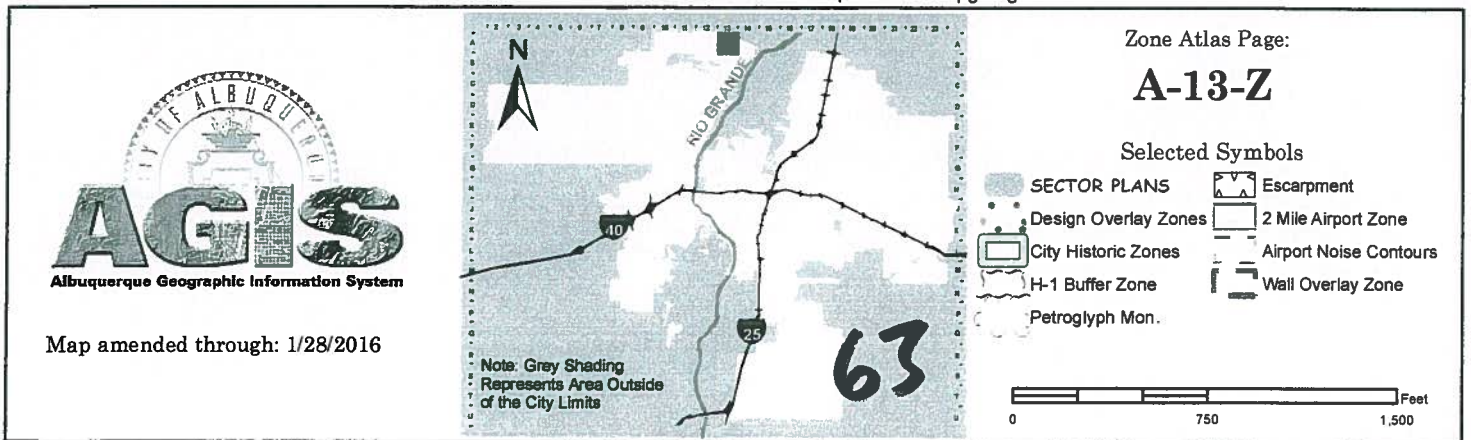 CITY OF ALBUQUERQUE
AGIS
Albuquerque Geographic Information System
Map amended through: 1/28/2016
N
RIO GRANDE
40
25
63
Note: Grey Shading
Represents Area Outside
of the City Limits
Zone Atlas Page:
A-13-Z
Selected Symbols
SECTOR PLANS
Escarpment
Design Overlay Zones
2 Mile Airport Zone
City Historic Zones
Airport Noise Contours
H-1 Buffer Zone
Wall Overlay Zone
Petroglyph Mon.
Feet
0
750
1,500